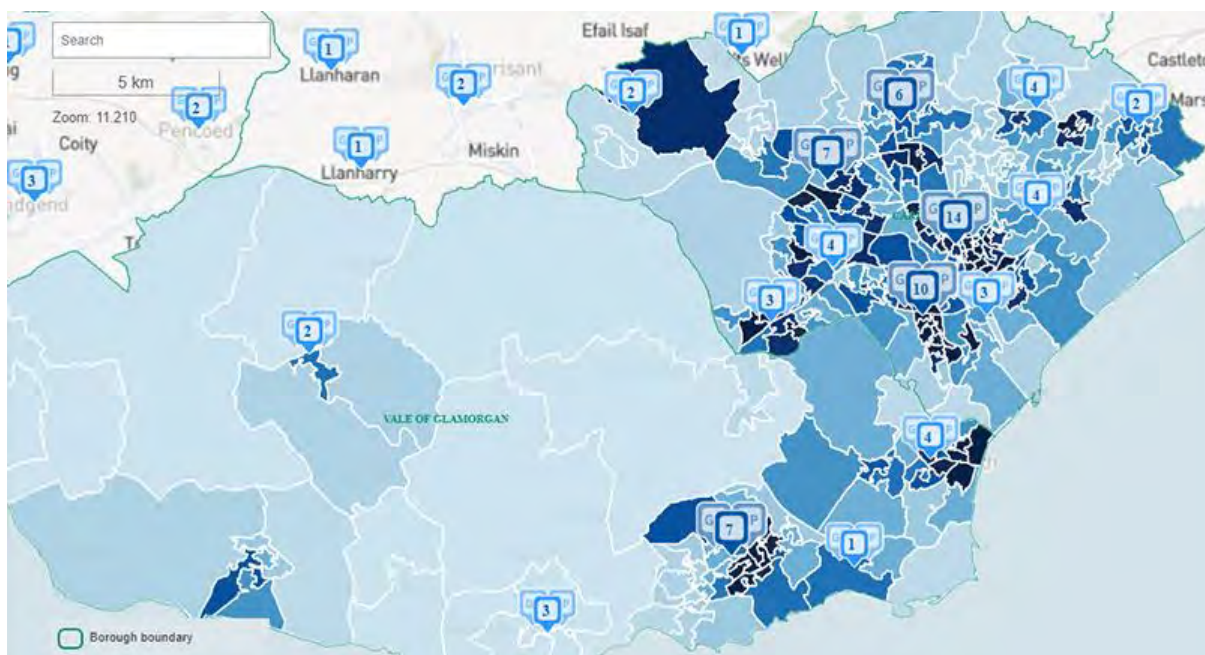 Search
5 km
Zoom: 11.210
Efail Isaf
1
1
Llanharan
2
2
Pencoed
Coity
1
Llanharry
Miskin
3
2
6
4
2
Castleto
Mars
7
4
14
4
3
10
3
2
VALE OF GLAMORGAN
4
7
1
3
Borough boundary